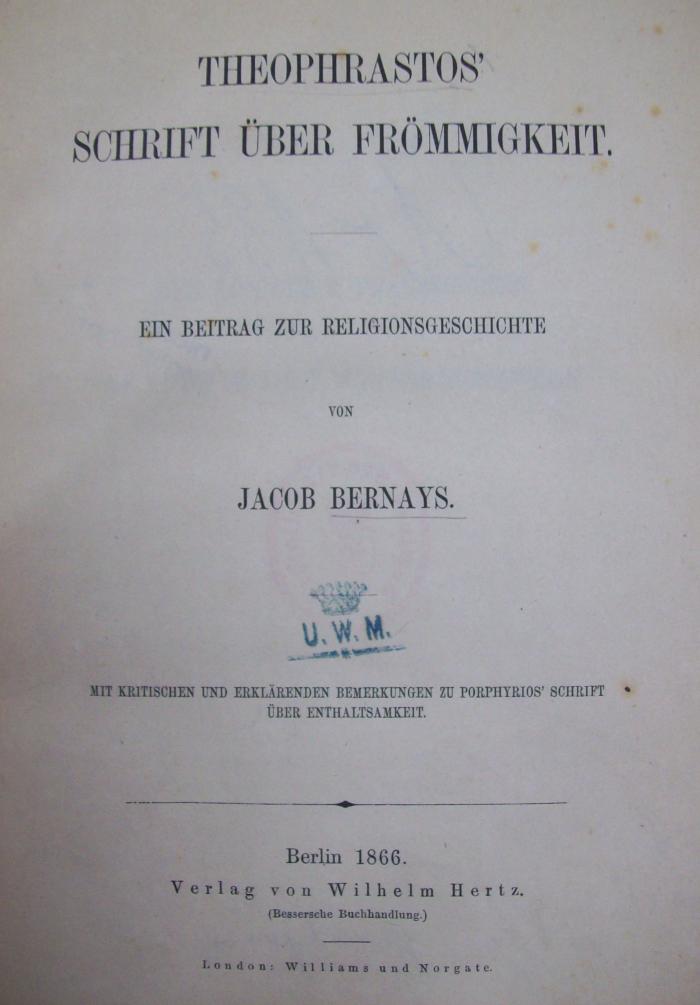 THEOPHRASTOS'
SCHRIFT ÜBER FRÖMMIGKEIT.
EIN BEITRAG ZUR RELIGIONSGESCHICHTE
VON
JACOB BERNAYS.
U. W. M.
MIT KRITISCHEN UND ERKLÄRENDEN BEMERKUNGEN ZU PORPHYRIOS' SCHRIFT
ÜBER ENTHALTSAMKEIT.
Berlin 1866.
Verlag von Wilhelm Hertz.
(Bessersche Buchhandlung.)
London: Williams und Norgate.